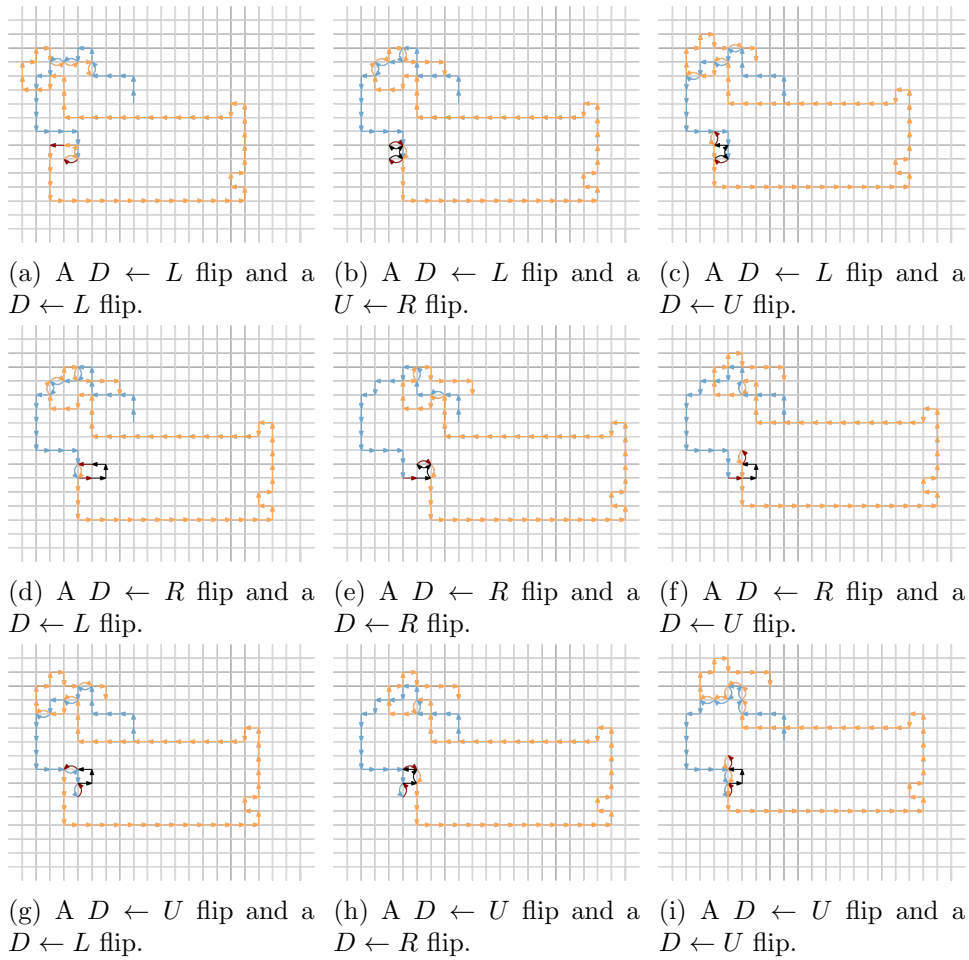 (a) A D ← L flip and a
D ← L flip.
(b) A D ← L flip and a
U ← R flip.
(c) A D ← L flip and a
D ← U flip.
(d) A D ← R flip and a
D ← L flip.
(e) A D ← R flip and a
D ← R flip.
(f) A D ← R flip and a
D ← U flip.
(g) A D ← U flip and a
D ← L flip.
(h) A D ← U flip and a
D ← R flip.
(i) A D ← U flip and a
D ← U flip.